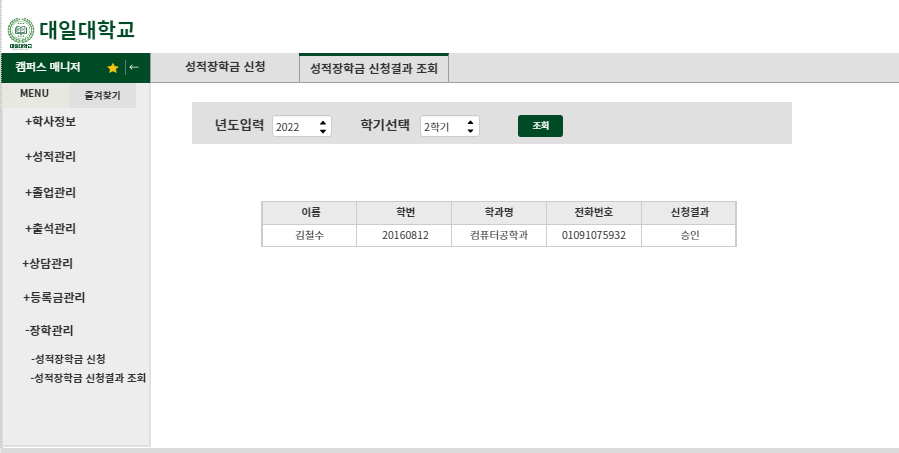 대일대학교
대일대학교
캠퍼스 매니저 ★ ←
성적장학금 신청
성적장학금 신청결과 조회
MENU 즐겨찾기
+학사정보
+성적관리
+졸업관리
+출석관리
+상담관리
+등록금관리
-장학관리
-성적장학금 신청
-성적장학금 신청결과 조회
년도입력 2022 학기선택 2학기 조회
이름 학번 학과명 전화번호 신청결과
김철수 20160812 컴퓨터공학과 01091075932 승인